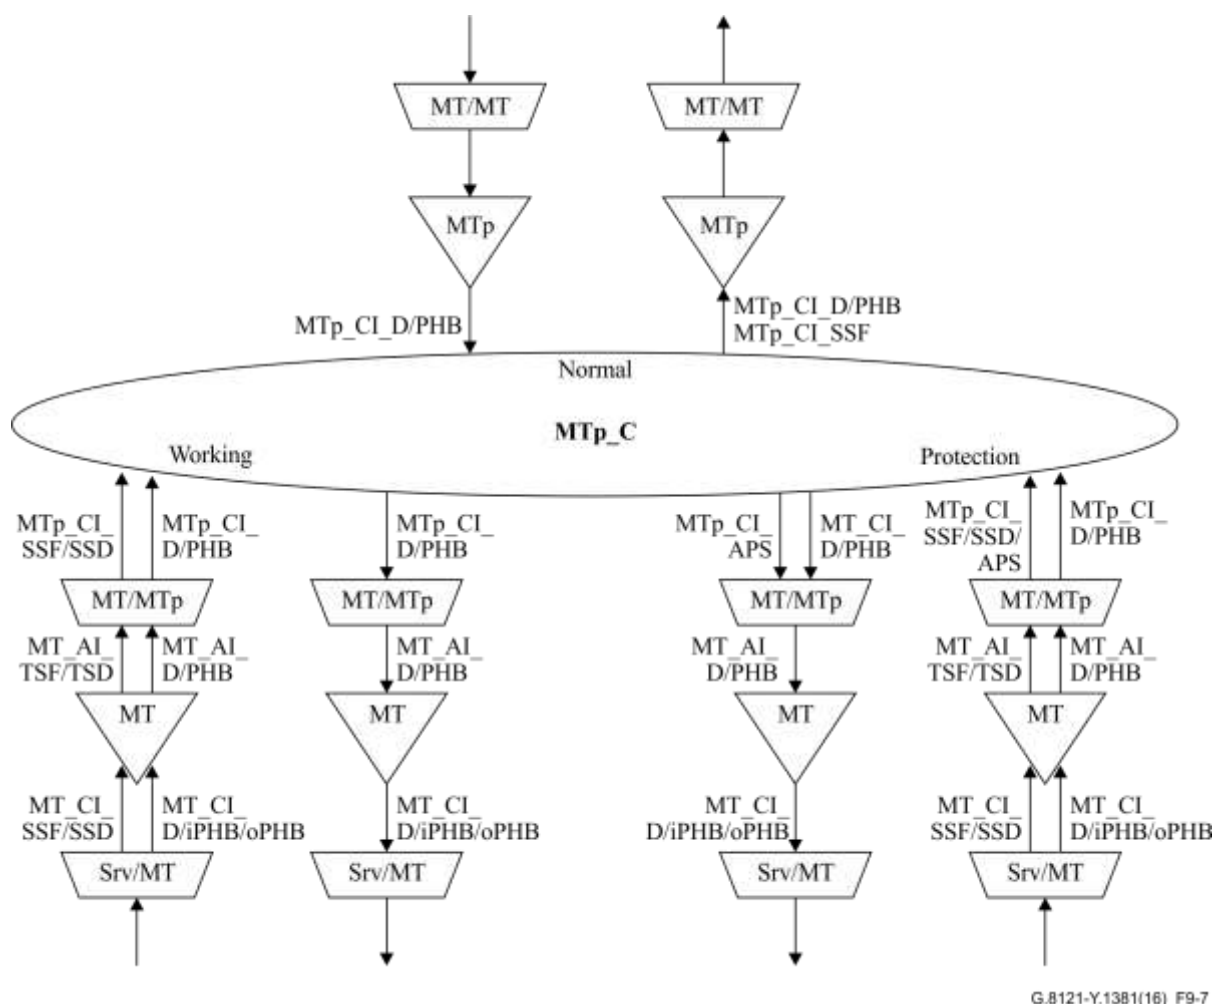 MT/MT
MT/MT
MTp
MTp
MTp_CI_D/PHB
MTp_CI_D/PHB
MTp_CI_SSF
Normal
MTp_C
Working
Protection
MTp_CI_
SSF/SSD
MTp_CI_
D/PHB
MTp_CI_
D/PHB
MTp_CI_
APS
MT_CI_
D/PHB
MTp_CI_
SSF/SSD/
APS
MTp_CI_
D/PHB
MT/MTp
MT/MTp
MT/MTp
MT/MTp
MT_AI_
TSF/TSD
MT_AI_
D/PHB
MT_AI_
D/PHB
MT_AI_
D/PHB
MT_AI_
TSF/TSD
MT_AI_
D/PHB
MT
MT
MT
MT
MT_CI_
SSF/SSD
MT_CI_
D/iPHB/oPHB
MT_CI_
D/iPHB/oPHB
MT_CI_
D/iPHB/oPHB
MT_CI_
SSF/SSD
MT_CI_
D/iPHB/oPHB
Srv/MT
Srv/MT
Srv/MT
Srv/MT
G.8121-Y.1381(16)_F9-7